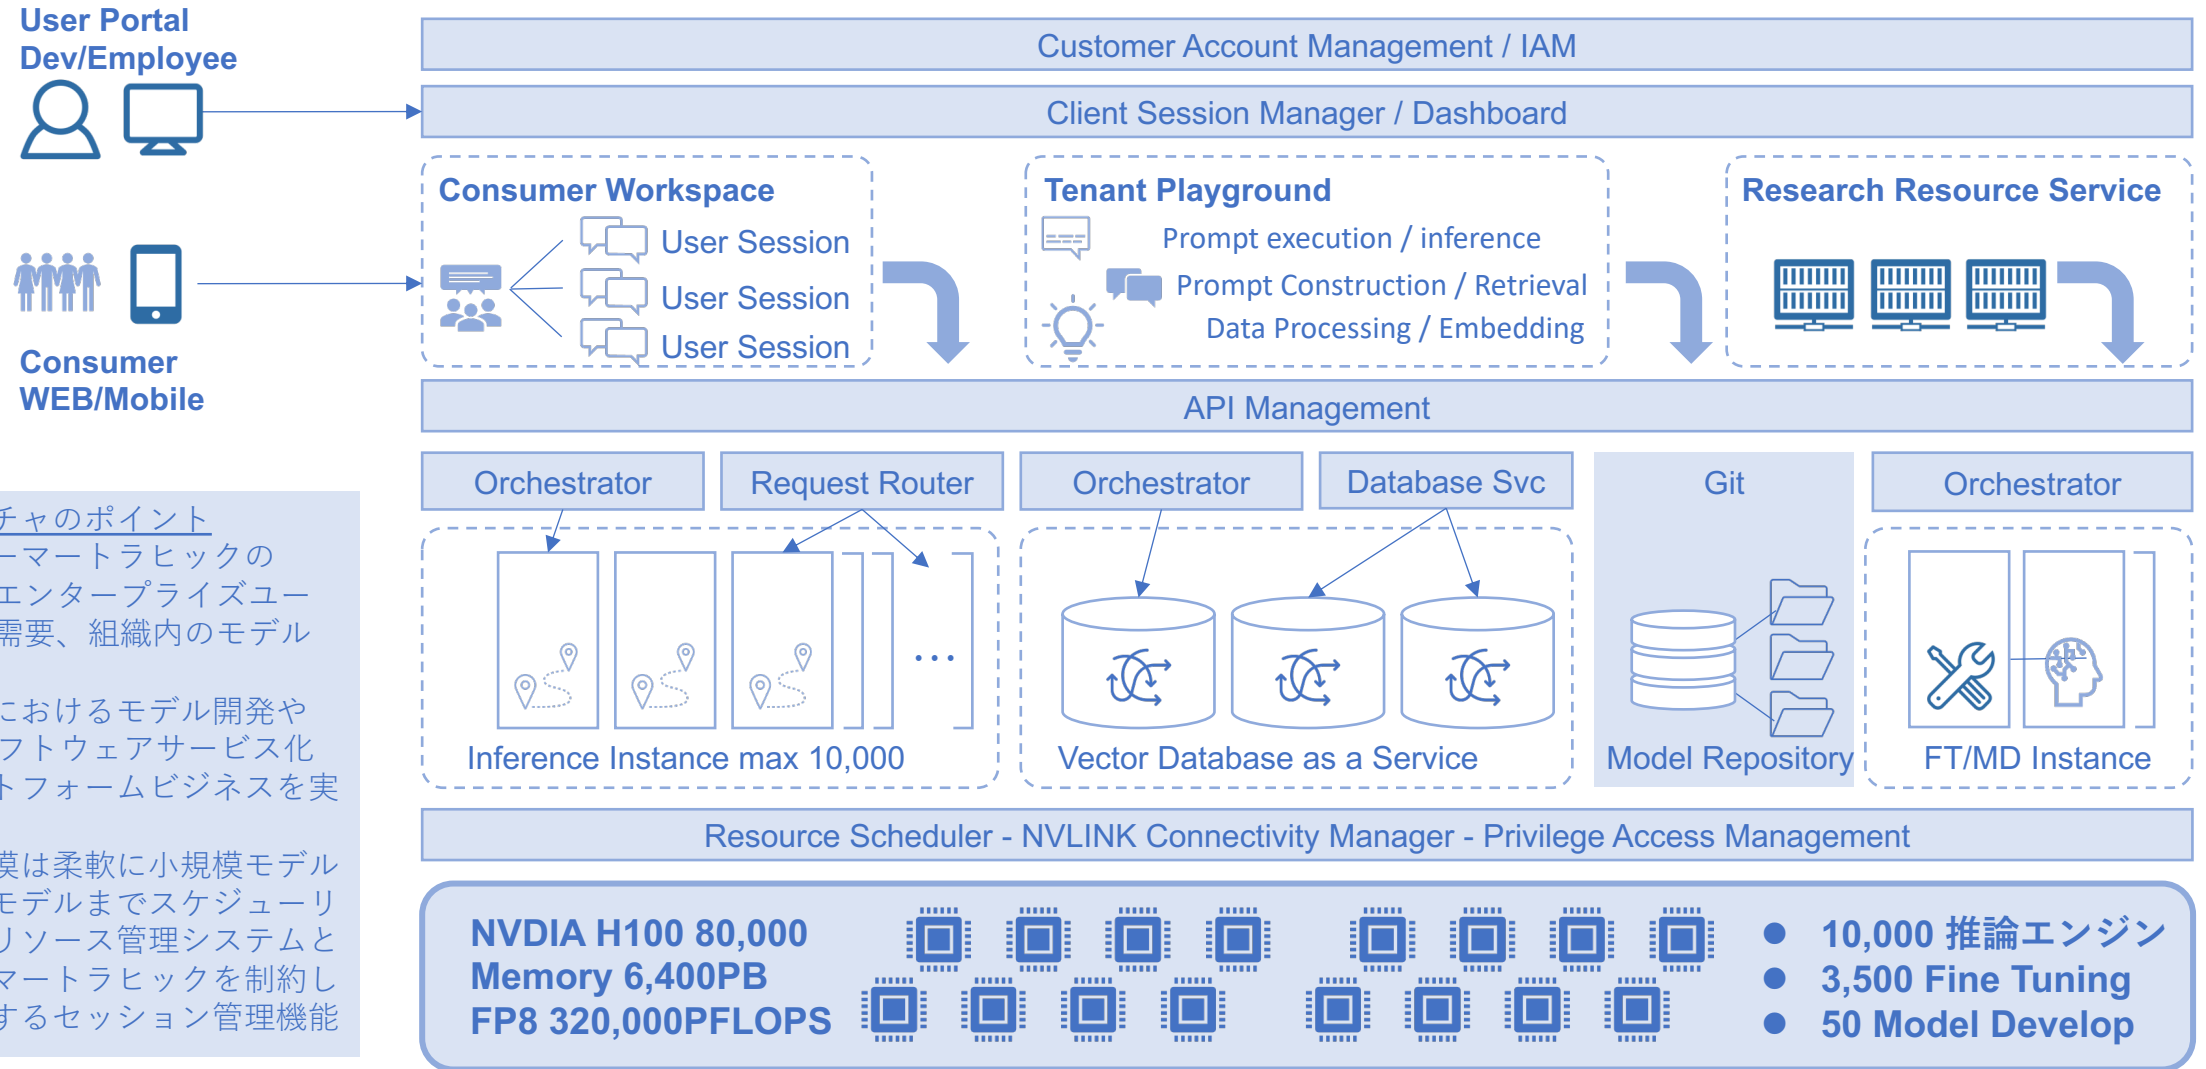 User Portal
Dev/Employee
Consumer
WEB/Mobile
Customer Account Management / IAM
Client Session Manager / Dashboard
Consumer Workspace
User Session
User Session
User Session
Tenant Playground
Prompt execution / inference
Prompt Construction / Retrieval
Data Processing / Embedding
Research Resource Service
API Management
Orchestrator
Request Router
Orchestrator
Database Svc
Git
Orchestrator
...
Inference Instance max 10,000
Vector Database as a Service
Model Repository
FT/MD Instance
Resource Scheduler - NVLINK Connectivity Manager - Privilege Access Management
NVDIA H100 80,000
Memory 6,400PB
FP8 320,000PFLOPS
● 10,000 推論エンジン
● 3,500 Fine Tuning
● 50 Model Develop
チャのポイント
ーマートラヒックの
エンタープライズユー
需要、組織内のモデル
におけるモデル開発や
フトウェアサービス化
トフォームビジネスを実
模は柔軟に小規模モデル
モデルまでスケジューリ
リソース管理システムと
マートラヒックを制約し
するセッション管理機能